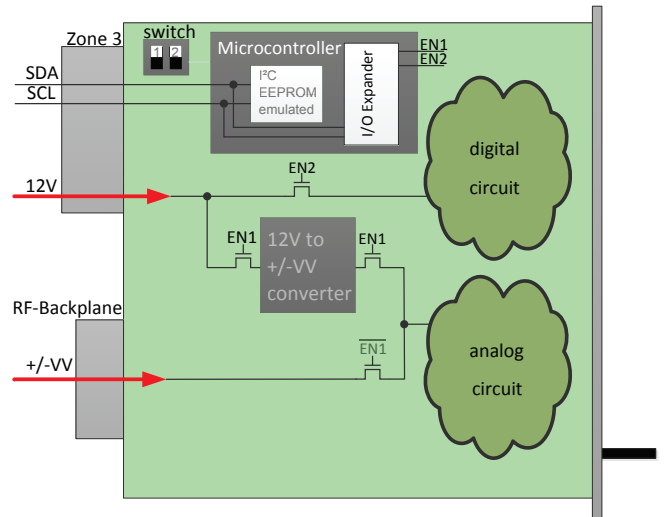 switch
1 2
Zone 3
Microcontroller
SDA
SCL
I²C
EEPROM
emulated
I/O Expander
EN1
EN2
digital
circuit
12V
EN2
EN1
12V to
+/-VV
converter
EN1
RF-Backplane
+/-VV
EN1
analog
circuit